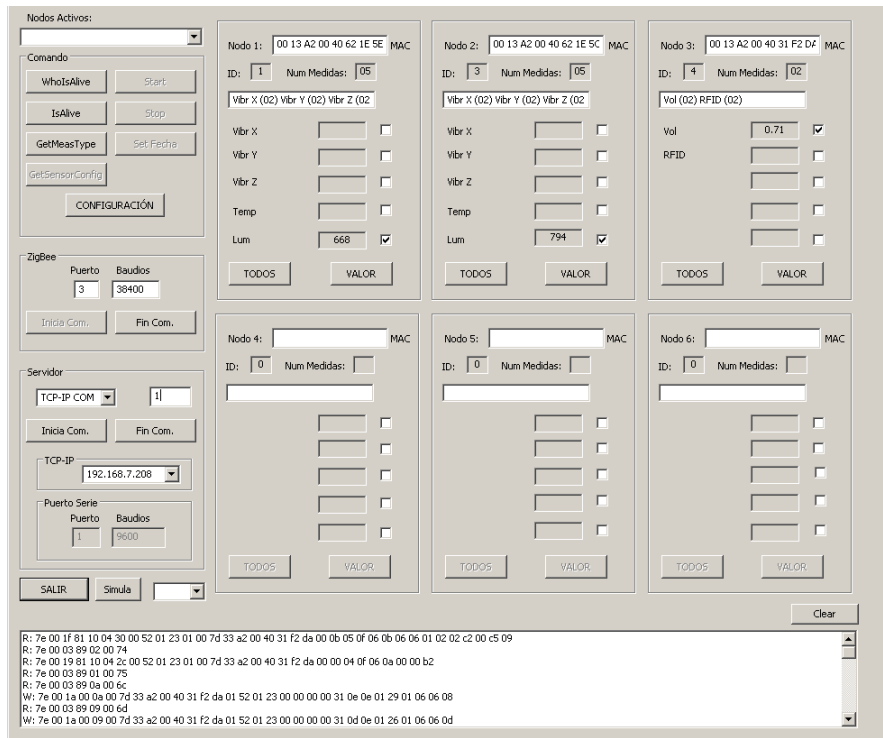 Nodos Activos:
Comando
WhoIsAlive Start
IsAlive Stop
GetMeasType Set Fecha
GetSensorConfig
CONFIGURACIÓN
ZigBee
Puerto Baudios
3 38400
Inicia Com. Fin Com.
Servidor
TCP-IP COM 1
Inicia Com. Fin Com.
TCP-IP
192.168.7.208
Puerto Serie
Puerto Baudios
1 9600
SALIR Simula
Nodo 1: 00 13 A2 00 40 62 1E 5E MAC
ID: 1 Num Medidas: 05
Vibr X (02) Vibr Y (02) Vibr Z (02
Vibr X
Vibr Y
Vibr Z
Temp
Lum 668
TODOS VALOR
Nodo 2: 00 13 A2 00 40 62 1E 5C MAC
ID: 3 Num Medidas: 05
Vibr X (02) Vibr Y (02) Vibr Z (02
Vibr X
Vibr Y
Vibr Z
Temp
Lum 794
TODOS VALOR
Nodo 3: 00 13 A2 00 40 31 F2 DA MAC
ID: 4 Num Medidas: 02
Vol (02) RFID (02)
Vol 0.71
RFID
TODOS VALOR
Nodo 4: MAC
ID: 0 Num Medidas:
TODOS VALOR
Nodo 5: MAC
ID: 0 Num Medidas:
TODOS VALOR
Nodo 6: MAC
ID: 0 Num Medidas:
TODOS VALOR
Clear
R: 7e 00 1f 81 10 04 30 00 52 01 23 01 00 7d 33 a2 00 40 31 f2 da 00 0b 05 0f 06 0b 06 06 01 02 02 c2 00 c5 09
R: 7e 00 03 89 02 00 74
R: 7e 00 19 81 10 04 2c 00 52 01 23 01 00 7d 33 a2 00 40 31 f2 da 00 00 04 0f 06 0a 00 00 b2
R: 7e 00 03 89 01 00 75
R: 7e 00 03 89 0a 00 6c
W: 7e 00 1a 00 0a 00 7d 33 a2 00 40 31 f2 da 01 52 01 23 00 00 00 00 31 0e 0e 01 29 01 06 06 08
R: 7e 00 03 89 09 00 6d
W: 7e 00 1a 00 09 00 7d 33 a2 00 40 31 f2 da 01 52 01 23 00 00 00 00 31 0d 0e 01 26 01 06 06 0d